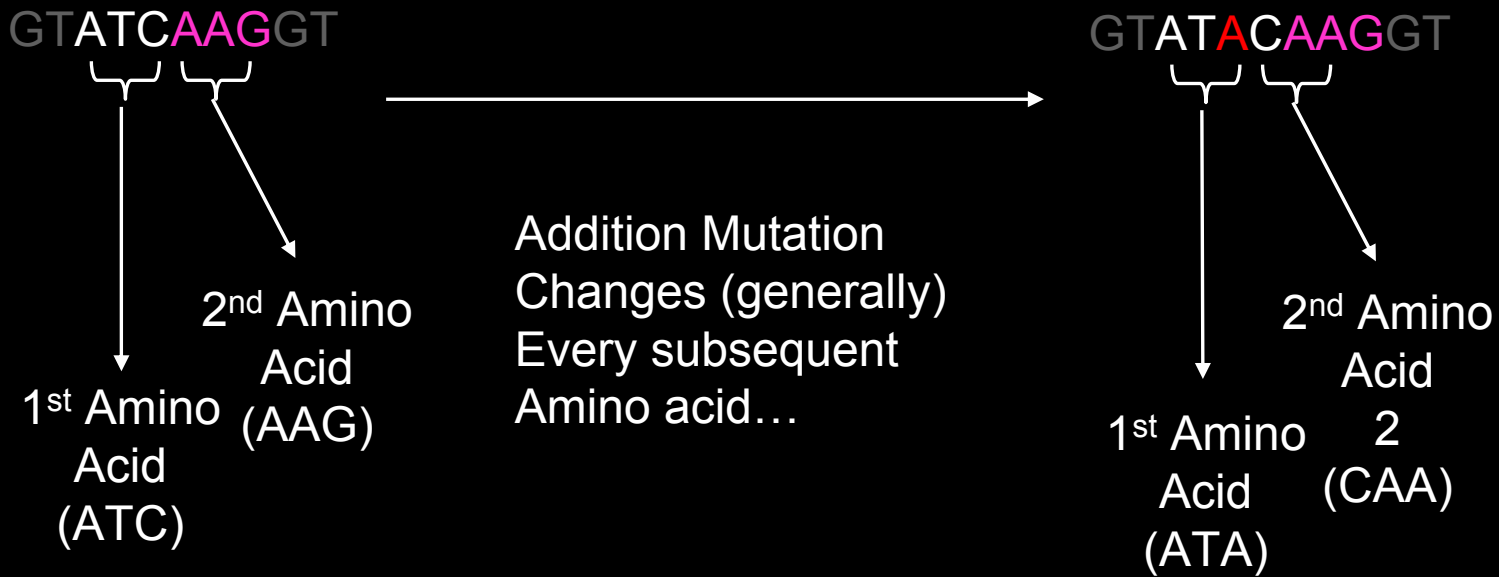 GTATCAAGGT
GTATACAAGGT
1st Amino
Acid
(ATC)
2nd Amino
Acid
(AAG)
Addition Mutation
Changes (generally)
Every subsequent
Amino acid…
1st Amino
Acid
(ATA)
2nd Amino
Acid
2
(CAA)